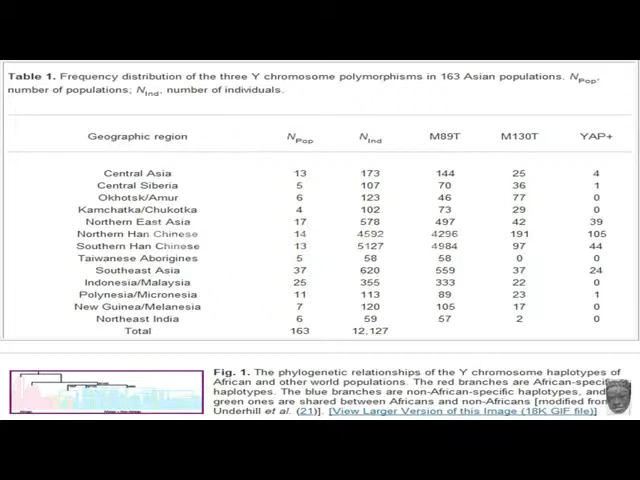 Table 1. Frequency distribution of the three Y chromosome polymorphisms in 163 Asian populations. NPop,
number of populations; NInd, number of individuals.
Geographic region NPop NInd M89T M130T YAP+
Central Asia 13 173 144 25 4
Central Siberia 5 107 70 36 1
Okhotsk/Amur 6 123 46 77 0
Kamchatka/Chukotka 4 102 73 29 0
Northern East Asia 17 578 497 42 39
Northern Han Chinese 14 4592 4296 191 105
Southern Han Chinese 13 5127 4984 97 44
Taiwanese Aborigines 5 58 58 0 0
Southeast Asia 37 620 559 37 24
Indonesia/Malaysia 25 355 333 22 0
Polynesia/Micronesia 11 113 89 23 1
New Guinea/Melanesia 7 120 105 17 0
Northeast India 6 59 57 2 0
Total 163 12,127
Fig. 1. The phylogenetic relationships of the Y chromosome haplotypes of
African and other world populations. The red branches are African-specific
haplotypes. The blue branches are non-African-specific haplotypes, and
green ones are shared between Africans and non-Africans [modified from
Underhill et al. (21)]. [View Larger Version of this Image (18K GIF file)]